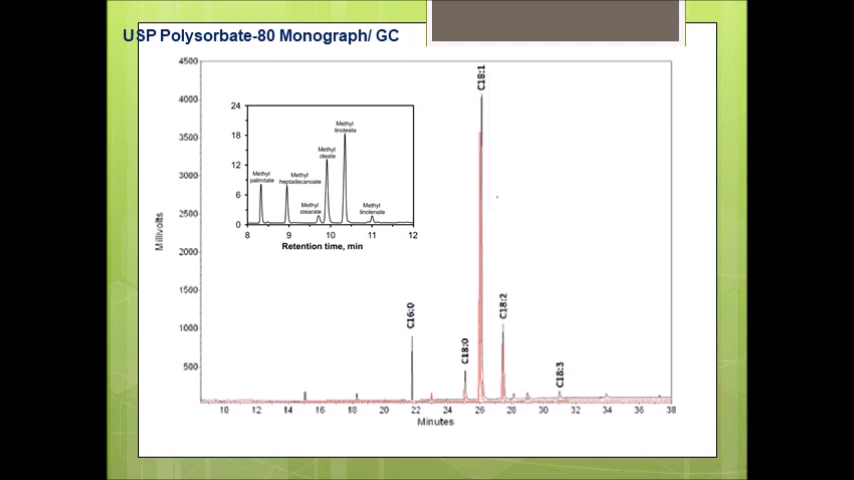 USP Polysorbate-80 Monograph/ GC
4500
4000
3500
3000
2500
2000
1500
1000
500
Millivolts
24
18
12
6
0
Methyl
palmitate
Methyl
heptadecanoate
Methyl
stearate
Methyl
oleate
Methyl
linoleate
Methyl
linolenate
8 9 10 11 12
Retention time, min
C16:0
C18:0
C18:1
C18:2
C18:3
10 12 14 16 18 20 22 24 26 28 30 32 34 36 38
Minutes